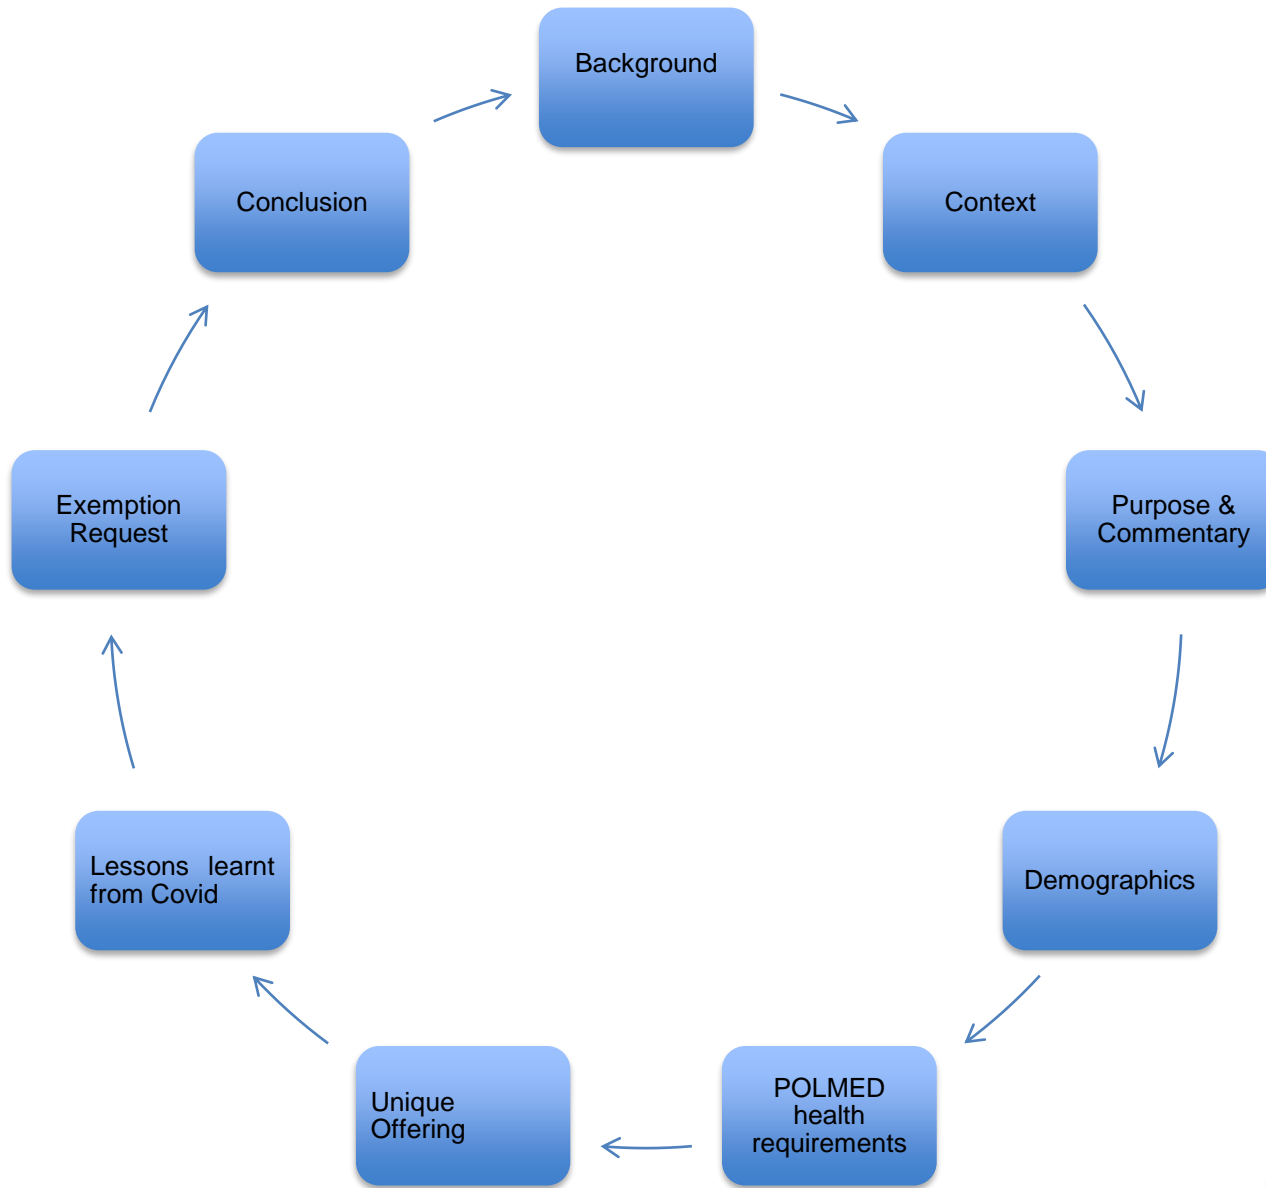 Background
Context
Purpose &
Commentary
Demographics
POLMED
health
requirements
Unique
Offering
Lessons learnt
from Covid
Exemption
Request
Conclusion